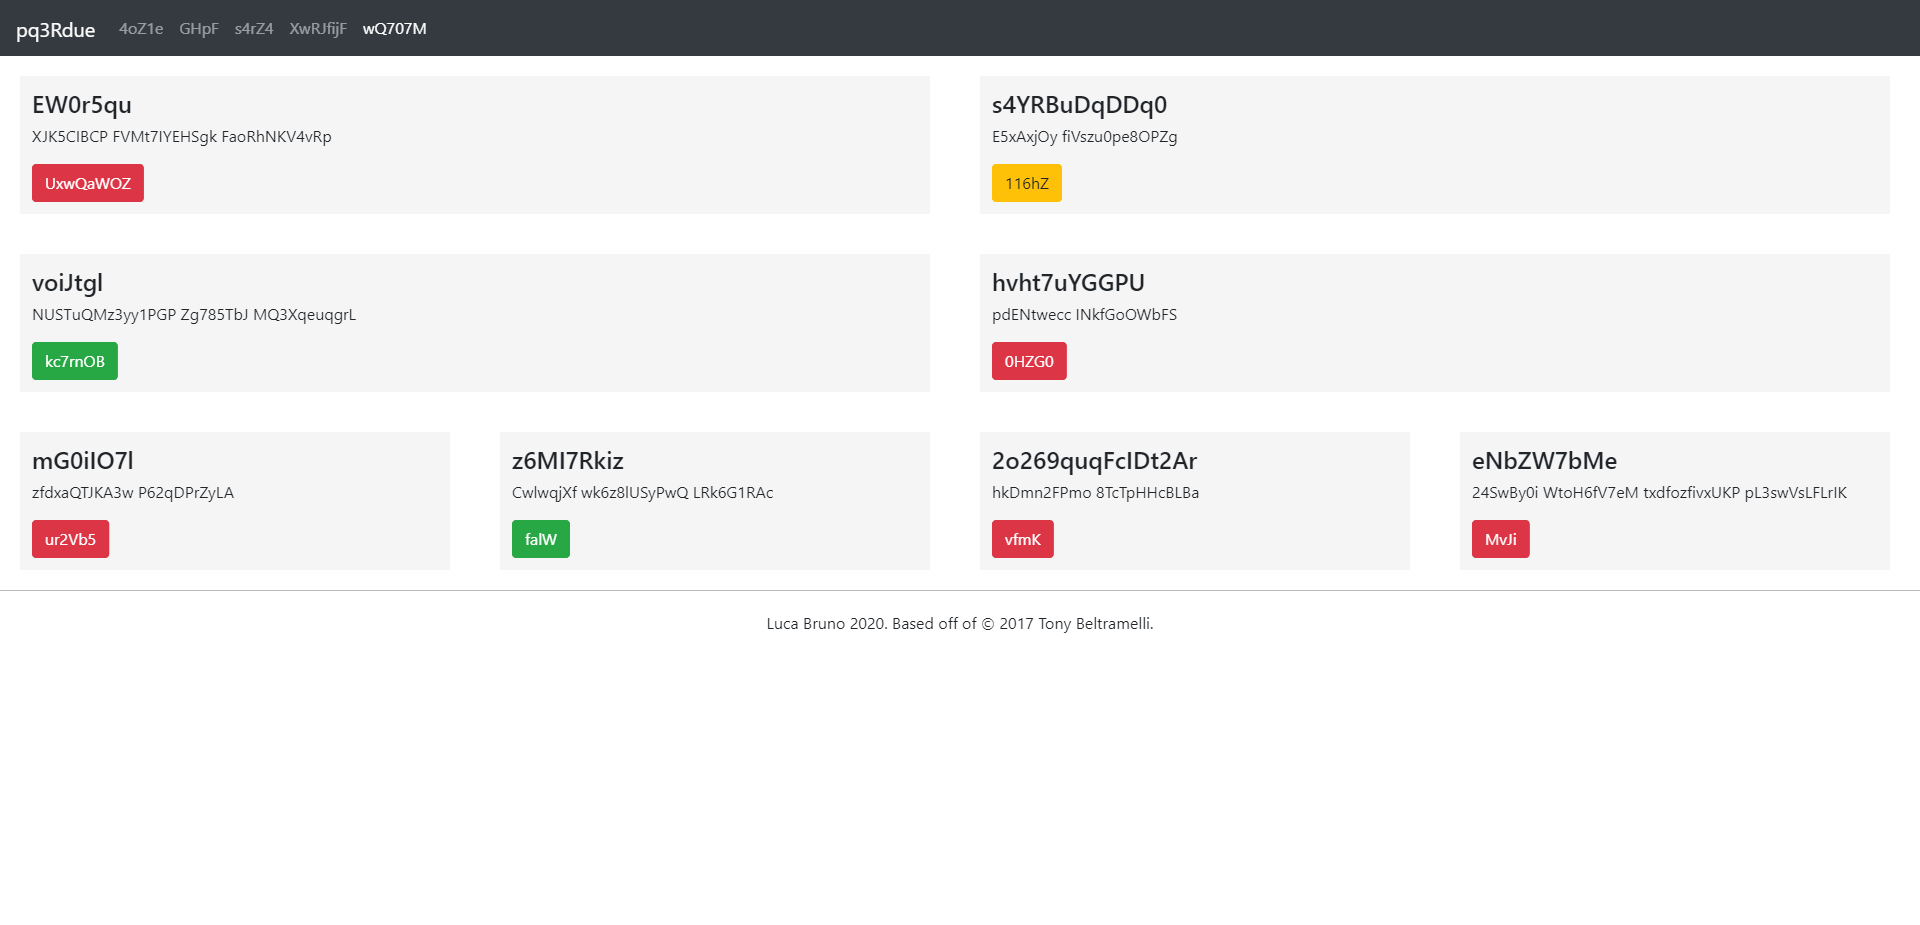 pq3Rdue 4oZ1e GHpF s4rZ4 XwRJfijF wQ707M
EW0r5qu
XJK5CIBCP FVMt7IYEHSgk FaoRhNKV4vRp
UxwQaWOZ
s4YRBuDqDDq0
E5xAxjOy fiVszu0pe8OPZg
116hZ
voiJtgl
NUSTuQMz3yy1PGP Zg785TbJ MQ3XqeuqgrL
kc7rnOB
hvht7uYGGPU
pdENtwecc INkfGoOWbFS
0HZG0
mG0iIO7l
zfdxaQTJKA3w P62qDPrZyLA
ur2Vb5
z6MI7Rkiz
CwlwqjXf wk6z8lUSyPwQ LRk6G1RAc
falW
2o269quqFcIDt2Ar
hkDmn2FPmo 8TcTpHHcBLBa
vfmK
eNbZW7bMe
24SwBy0i WtoH6fV7eM txdfozfivxUKP pL3swVsLFLrIK
MvJi
Luca Bruno 2020. Based off of © 2017 Tony Beltramelli.